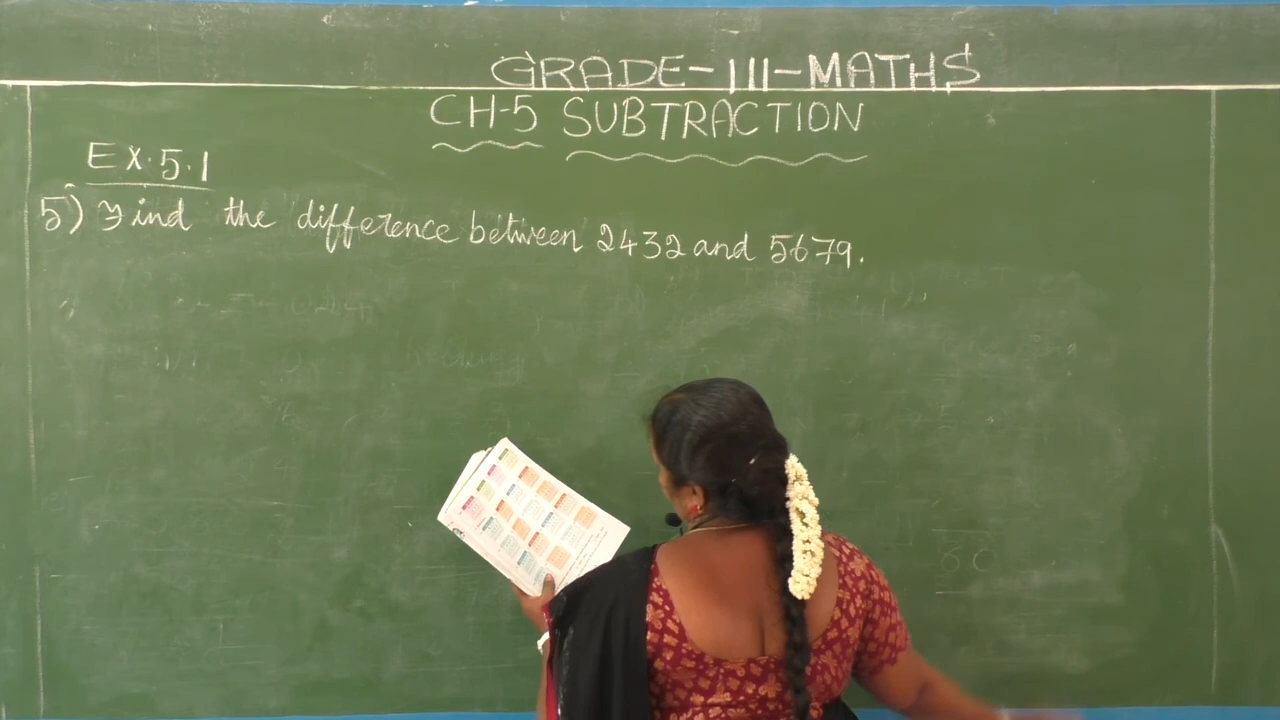 GRADE-III-MATHS
CH-5 SUBTRACTION
EX.5.1
5) Find the difference between 2432 and 5679.